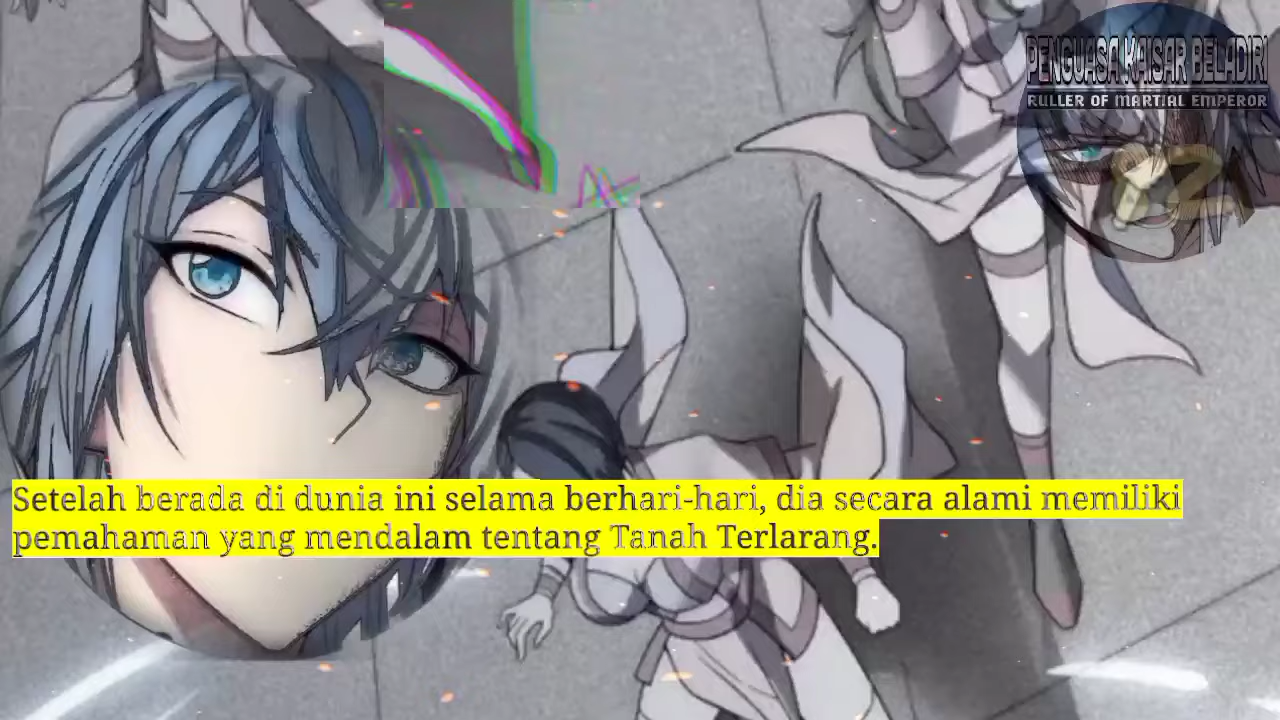 PENGUASA KAISAR BELADIRI
RULLER OF MARTIAL EMPEROR
Setelah berada di dunia ini selama berhari-hari, dia secara alami memiliki
pemahaman yang mendalam tentang Tanah Terlarang.